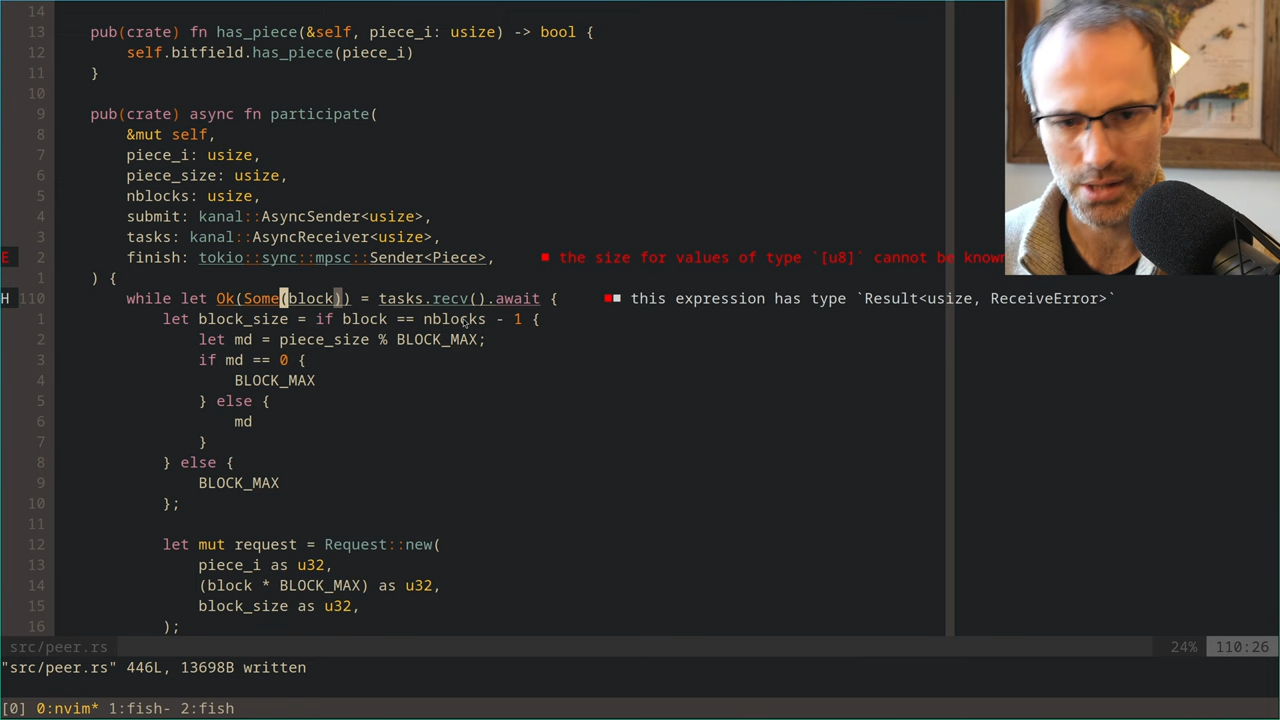 14
13 pub(crate) fn has_piece(&self, piece_i: usize) -> bool {
12 self.bitfield.has_piece(piece_i)
11 }
10
9 pub(crate) async fn participate(
8 &mut self,
7 piece_i: usize,
6 piece_size: usize,
5 nblocks: usize,
4 submit: kanal::AsyncSender<usize>,
3 tasks: kanal::AsyncReceiver<usize>,
E 2 finish: tokio::sync::mpsc::Sender<Piece>, ■ the size for values of type `[u8]` cannot be known
1 ) {
H 110 while let Ok(Some(block)) = tasks.recv().await { ■■ this expression has type `Result<usize, ReceiveError>`
1 let block_size = if block == nblocks - 1 {
2 let md = piece_size % BLOCK_MAX;
3 if md == 0 {
4 BLOCK_MAX
5 } else {
6 md
7 }
8 } else {
9 BLOCK_MAX
10 };
11
12 let mut request = Request::new(
13 piece_i as u32,
14 (block * BLOCK_MAX) as u32,
15 block_size as u32,
16 );
src/peer.rs 24% 110:26
"src/peer.rs" 446L, 13698B written
[0] 0:nvim* 1:fish- 2:fish